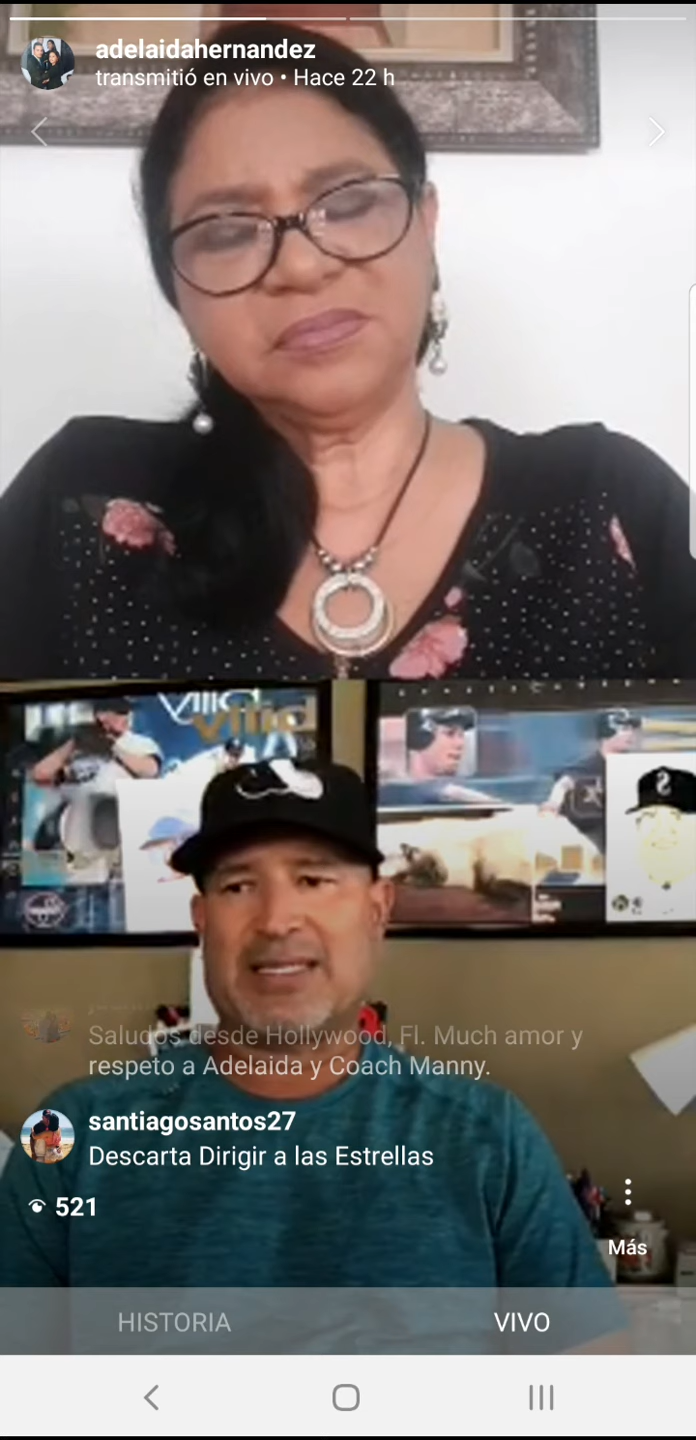 adelaidahernandez
transmitió en vivo • Hace 22 h
Saludos desde Hollywood, Fl. Much amor y
respeto a Adelaida y Coach Manny.
santiagosantos27
Descarta Dirigir a las Estrellas
521
Más
HISTORIA
VIVO